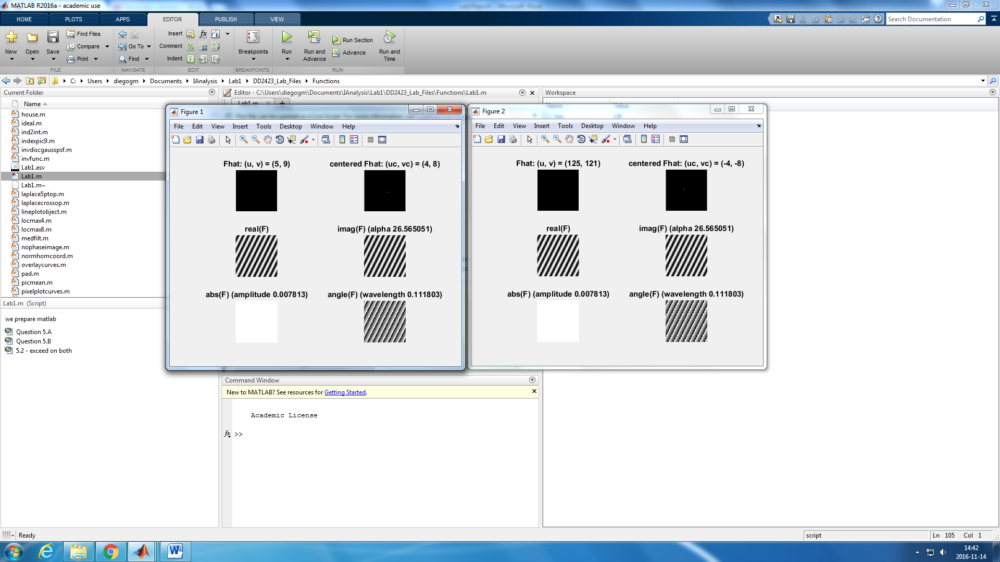 MATLAB R2016a - academic use
HOME PLOTS APPS EDITOR PUBLISH VIEW
Search Documentation
New Open Save Find Files Compare Print
Go To Find
Insert fx
Comment
Indent
Breakpoints
Run Run and Advance Run Section Advance Run and Time
FILE NAVIGATE EDIT BREAKPOINTS RUN
C: Users diegogm Documents IAnalysis Lab1 DD2423_Lab_Files Functions
Current Folder
Name
house.m
ideal.m
ind2int.m
indexpic9.m
invdiscgausspsf.m
invfunc.m
Lab1.asv
Lab1.m
Lab1.m~
laplace5ptop.m
laplacecrossop.m
lineplotobject.m
locmax4.m
locmax8.m
medfilt.m
nophaseimage.m
normhomcoord.m
overlaycurves.m
pad.m
picmean.m
pixelplotcurves.m
Lab1.m (Script)
we prepare matlab
Question 5.A
Question 5.B
5.2 - exceed on both
Editor - C:\Users\diegogm\Documents\IAnalysis\Lab1\DD2423_Lab_Files\Functions\Lab1.m
Lab1.m
Workspace
Figure 1
File Edit View Insert Tools Desktop Window Help
Fhat: (u, v) = (5, 9)
centered Fhat: (uc, vc) = (4, 8)
real(F)
imag(F) (alpha 26.565051)
abs(F) (amplitude 0.007813)
angle(F) (wavelength 0.111803)
Figure 2
File Edit View Insert Tools Desktop Window Help
Fhat: (u, v) = (125, 121)
centered Fhat: (uc, vc) = (-4, -8)
real(F)
imag(F) (alpha 26.565051)
abs(F) (amplitude 0.007813)
angle(F) (wavelength 0.111803)
Command Window
New to MATLAB? See resources for Getting Started.
Academic License
fx >>
Ready
script
Ln 105 Col 1
14:42
2016-11-14